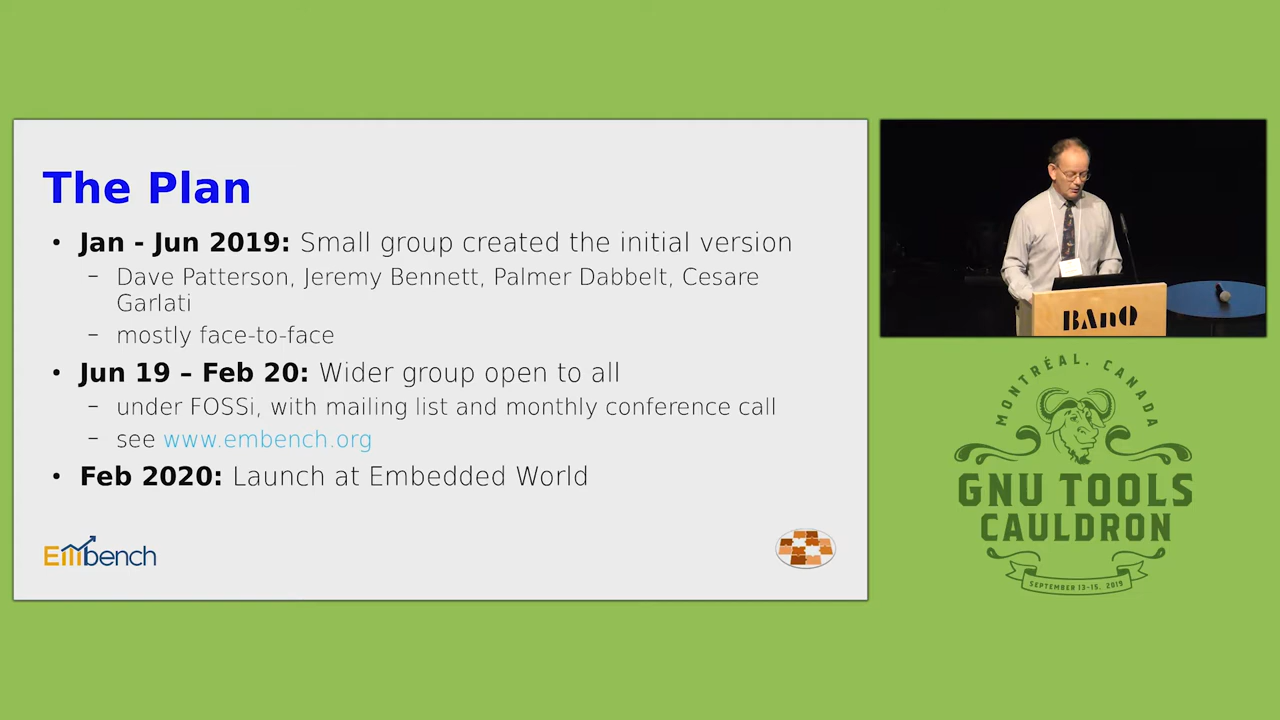 The Plan
• Jan - Jun 2019: Small group created the initial version
– Dave Patterson, Jeremy Bennett, Palmer Dabbelt, Cesare
Garlati
– mostly face-to-face
• Jun 19 – Feb 20: Wider group open to all
– under FOSSi, with mailing list and monthly conference call
– see www.embench.org
• Feb 2020: Launch at Embedded World
Embench
BAnQ
MONTRÉAL, CANADA
GNU TOOLS
CAULDRON
SEPTEMBER 13-15, 2019